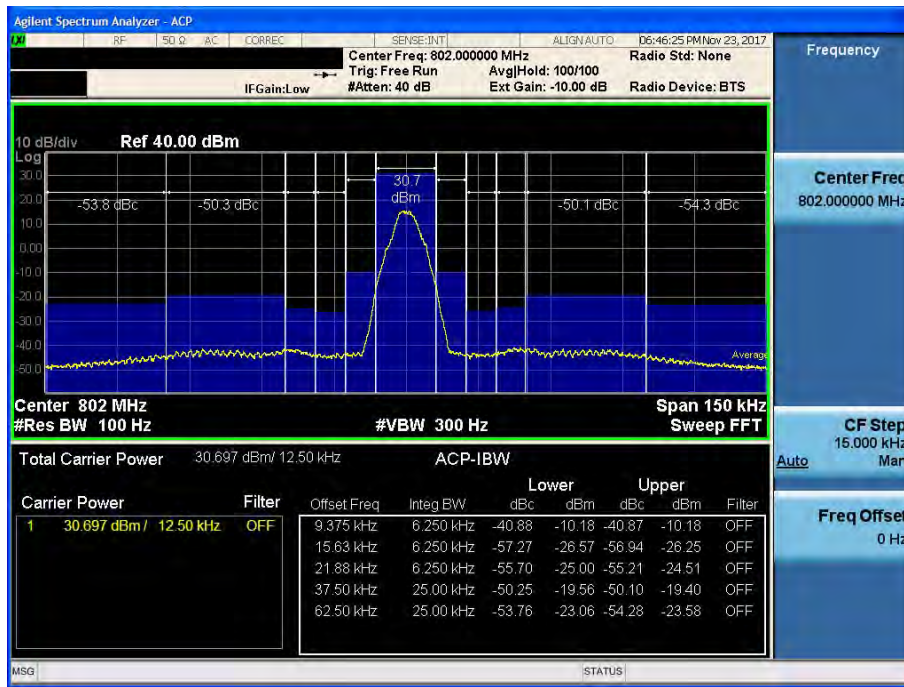 Agilent Spectrum Analyzer - ACP
LXI RF 50 Ω AC CORREC SENSE:INT ALIGN AUTO 06:46:25 PM Nov 23, 2017
Center Freq: 802.000000 MHz Radio Std: None
Trig: Free Run Avg|Hold: 100/100
IFGain:Low #Atten: 40 dB Ext Gain: -10.00 dB Radio Device: BTS
10 dB/div Ref 40.00 dBm
Log
30.0
20.0
10.0
0.00
-10.0
-20.0
-30.0
-40.0
-50.0
30.7
dBm
-53.8 dBc -50.3 dBc -50.1 dBc -54.3 dBc
Average
Center 802 MHz Span 150 kHz
#Res BW 100 Hz #VBW 300 Hz Sweep FFT
Total Carrier Power 30.697 dBm/ 12.50 kHz ACP-IBW
Lower Upper
Carrier Power Filter Offset Freq Integ BW dBc dBm dBc dBm Filter
1 30.697 dBm / 12.50 kHz OFF 9.375 kHz 6.250 kHz -40.88 -10.18 -40.87 -10.18 OFF
15.63 kHz 6.250 kHz -57.27 -26.57 -56.94 -26.25 OFF
21.88 kHz 6.250 kHz -55.70 -25.00 -55.21 -24.51 OFF
37.50 kHz 25.00 kHz -50.25 -19.56 -50.10 -19.40 OFF
62.50 kHz 25.00 kHz -53.76 -23.06 -54.28 -23.58 OFF
MSG STATUS
Frequency
Center Freq
802.000000 MHz
CF Step
15.000 kHz
Auto Man
Freq Offset
0 Hz